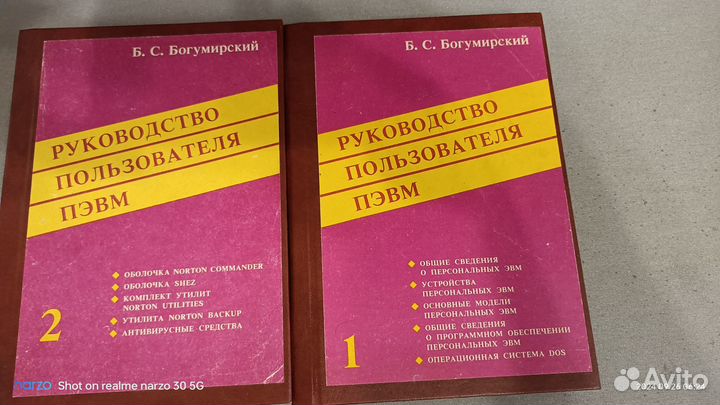 Б. С. Богумирский
РУКОВОДСТВО
ПОЛЬЗОВАТЕЛЯ
ПЭВМ
ОБОЛОЧКА NORTON COMMANDER
ОБОЛОЧКА SHEZ
КОМПЛЕКТ УТИЛИТ
NORTON UTILITIES
УТИЛИТА NORTON BACKUP
АНТИВИРУСНЫЕ СРЕДСТВА
2
Б. С. Богумирский
РУКОВОДСТВО
ПОЛЬЗОВАТЕЛЯ
ПЭВМ
ОБЩИЕ СВЕДЕНИЯ
О ПЕРСОНАЛЬНЫХ ЭВМ
УСТРОЙСТВА
ПЕРСОНАЛЬНЫХ ЭВМ
ОСНОВНЫЕ МОДЕЛИ
ПЕРСОНАЛЬНЫХ ЭВМ
ОБЩИЕ СВЕДЕНИЯ
О ПРОГРАММНОМ ОБЕСПЕЧЕНИИ
ПЕРСОНАЛЬНЫХ ЭВМ
ОПЕРАЦИОННАЯ СИСТЕМА DOS
1
narzo Shot on realme narzo 30 5G
Avito